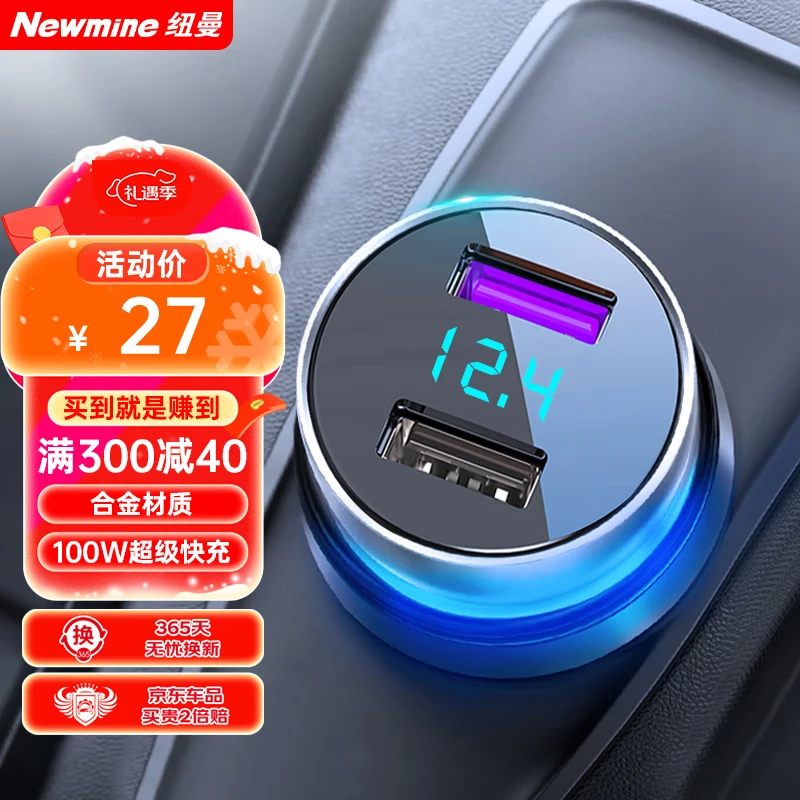 Newmine 纽曼
礼遇季
活动价
¥ 27
12.4
买到就是赚到
满300减40
合金材质
100W超级快充
换
365
365天
无忧换新
京东车品
买贵2倍赔